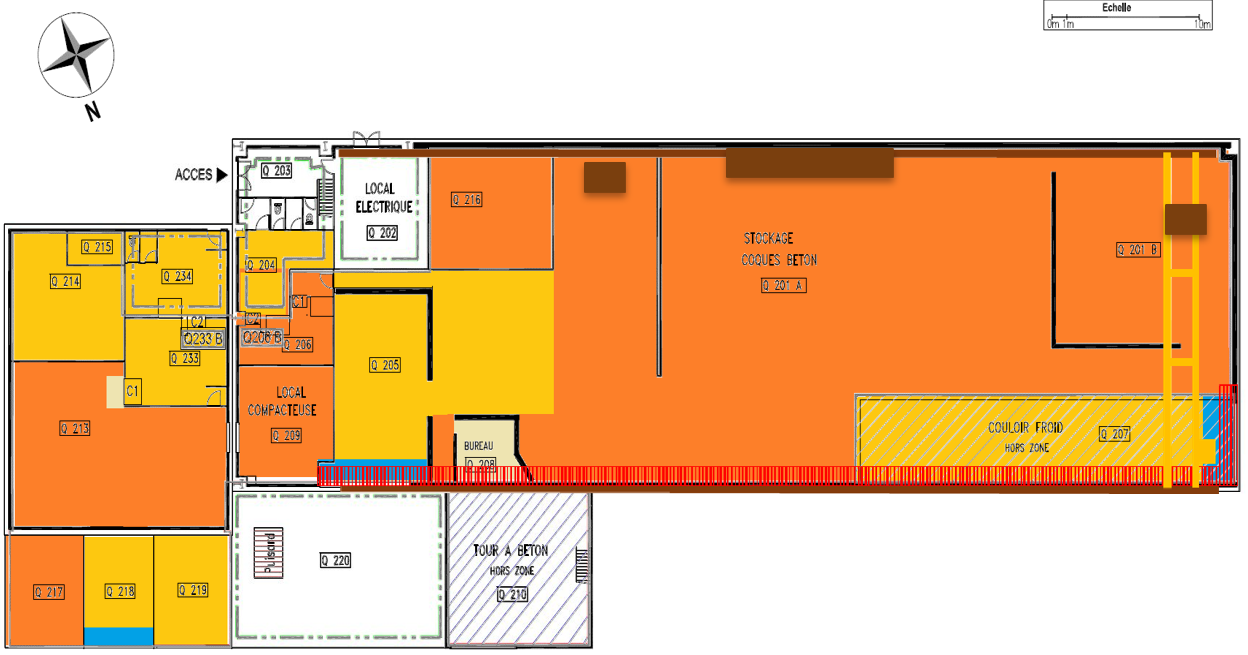 Echelle
0m 1m 10m
N
ACCES
Q 203
LOCAL
ELECTRIQUE
Q 202
Q 216
STOCKAGE
COQUES BETON
Q 201 A
Q 201 B
Q 215
Q 214
Q 234
Q 204
C1
C2
C2
Q233 B
Q206 B
Q 206
Q 233
Q 205
C1
LOCAL
COMPACTEUSE
Q 209
Q 213
BUREAU
Q 208
COULOIR FROID
Q 207
HORS ZONE
Puisard
Q 220
TOUR A BETON
HORS ZONE
Q 210
Q 217
Q 218
Q 219